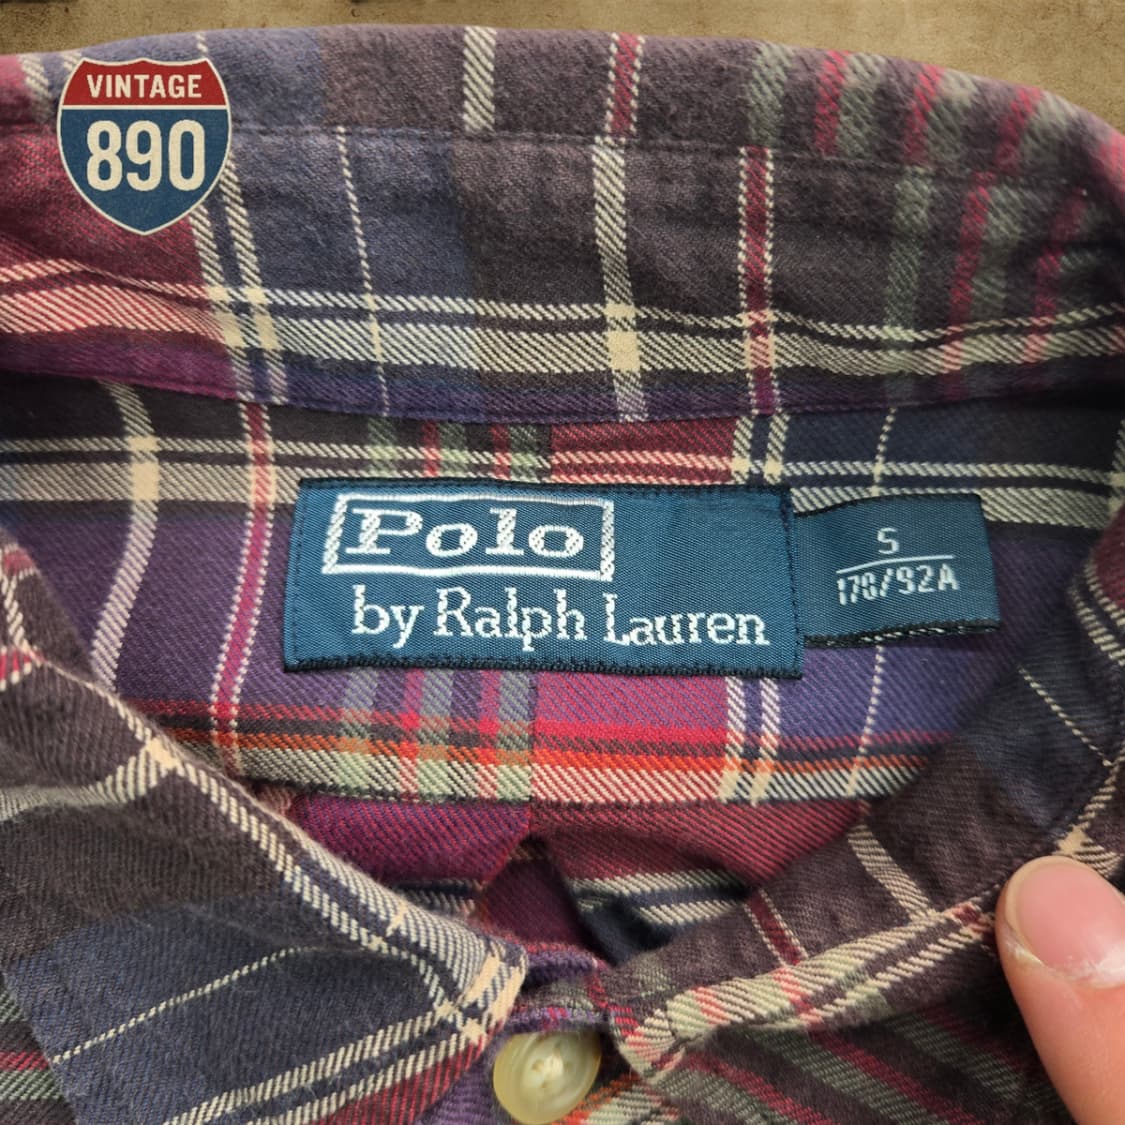 VINTAGE
890
Polo
by Ralph Lauren
S
170/92A